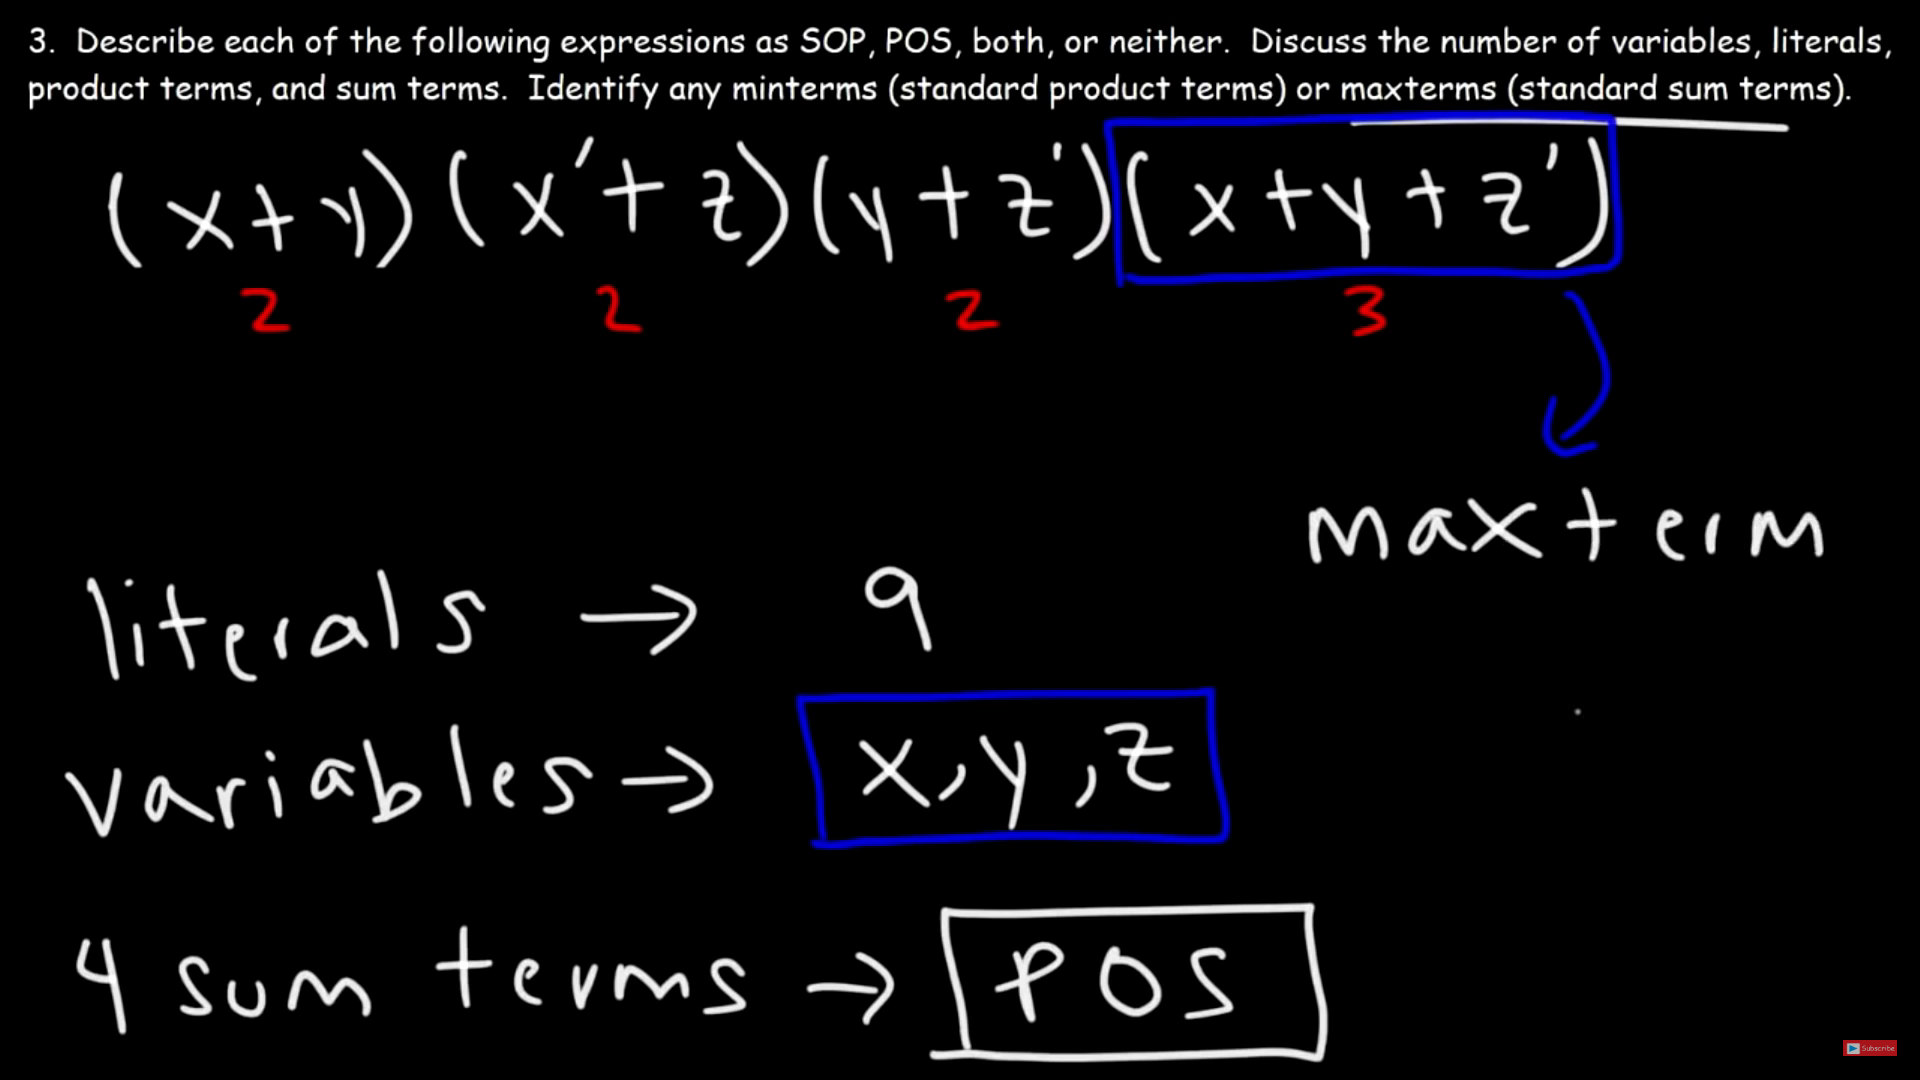 3. Describe each of the following expressions as SOP, POS, both, or neither. Discuss the number of variables, literals,
product terms, and sum terms. Identify any minterms (standard product terms) or maxterms (standard sum terms).
(x+y)(x'+z)(y+z')(x+y+z')
2 2 2 3
maxterm
literals → 9
variables → x,y,z
4 sum terms → POS
Subscribe